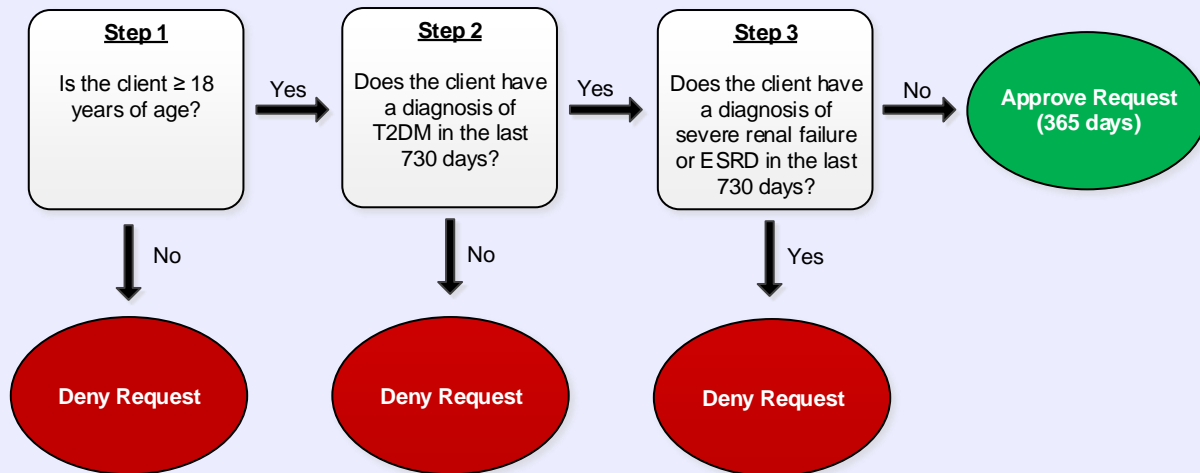 Step 1
Is the client ≥ 18
years of age?
Yes
No
Deny Request
Step 2
Does the client have
a diagnosis of
T2DM in the last
730 days?
Yes
No
Deny Request
Step 3
Does the client have
a diagnosis of
severe renal failure
or ESRD in the last
730 days?
No
Yes
Deny Request
Approve Request
(365 days)